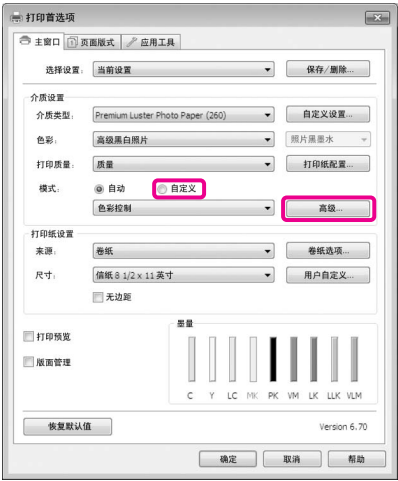 打印首选项
主窗口 页面版式 应用工具
选择设置: 当前设置 保存/删除...
介质设置
介质类型: Premium Luster Photo Paper (260) 自定义设置...
色彩: 高级黑白照片 照片黑墨水
打印质量: 质量 打印纸配置...
模式: 自动 自定义
色彩控制 高级...
打印纸设置
来源: 卷纸 卷纸选项...
尺寸: 信纸 8 1/2 x 11 英寸 用户自定义...
无边距
打印预览
版面管理
墨量
C Y LC MK PK VM LK LLK VLM
恢复默认值 Version 6.70
确定 取消 帮助